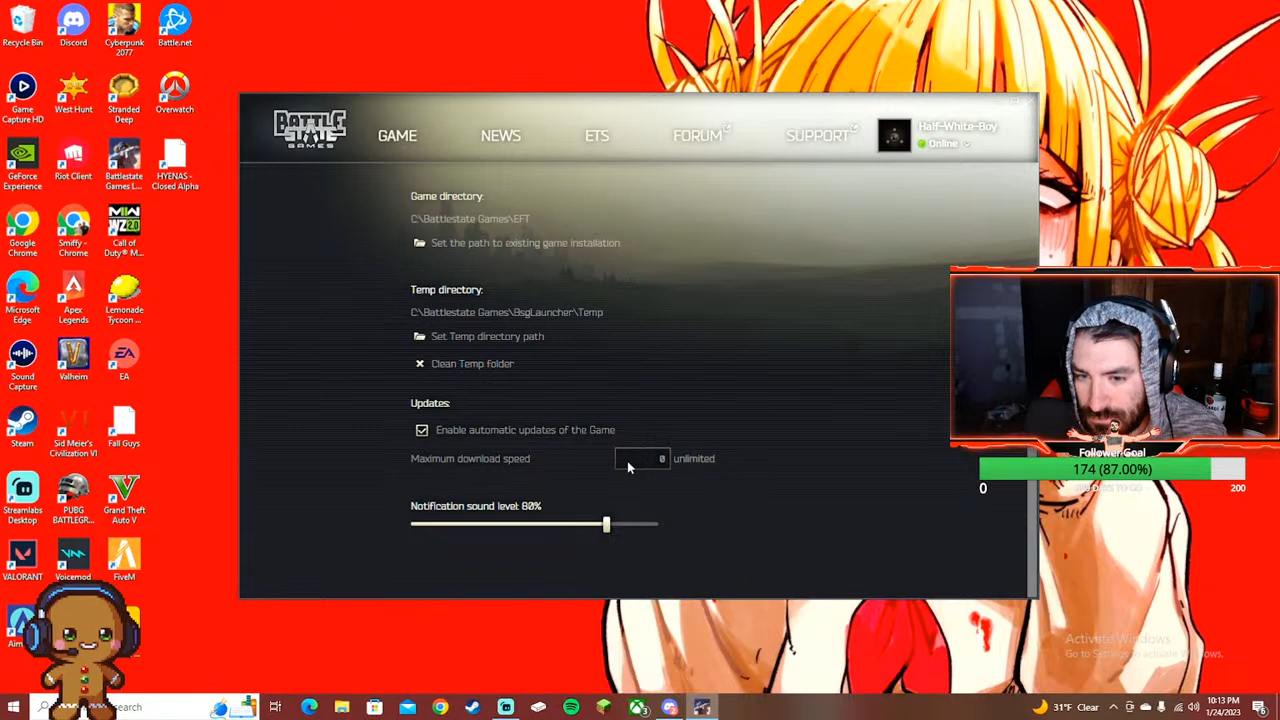 Recycle Bin
Discord
Cyberpunk 2077
Battle.net
Game Capture HD
West Hunt
Stranded Deep
Overwatch
GeForce Experience
Riot Client
Battlestate Games L...
HYENAS - Closed Alpha
Google Chrome
Smiffy - Chrome
Call of Duty® M...
Microsoft Edge
Apex Legends
Lemonade Tycoon ...
Sound Capture
Valheim
EA
Steam
Sid Meier's Civilization VI
Fall Guys
Streamlabs Desktop
PUBG BATTLEGR...
Grand Theft Auto V
VALORANT
Voicemod
FiveM
BATTLE STATE GAMES
GAME
NEWS
ETS
FORUM
SUPPORT
Half-White-Boy
Online
Game directory:
C:\Battlestate Games\EFT
Set the path to existing game installation
Temp directory:
C:\Battlestate Games\BsgLauncher\Temp
Set Temp directory path
Clean Temp folder
Updates:
Enable automatic updates of the Game
Maximum download speed
0 unlimited
Notification sound level: 80%
Follower Goal
174 (87.00%)
0
200
Activate Windows
Go to Settings to activate Windows.
search
31°F Clear
10:13 PM
1/24/2023